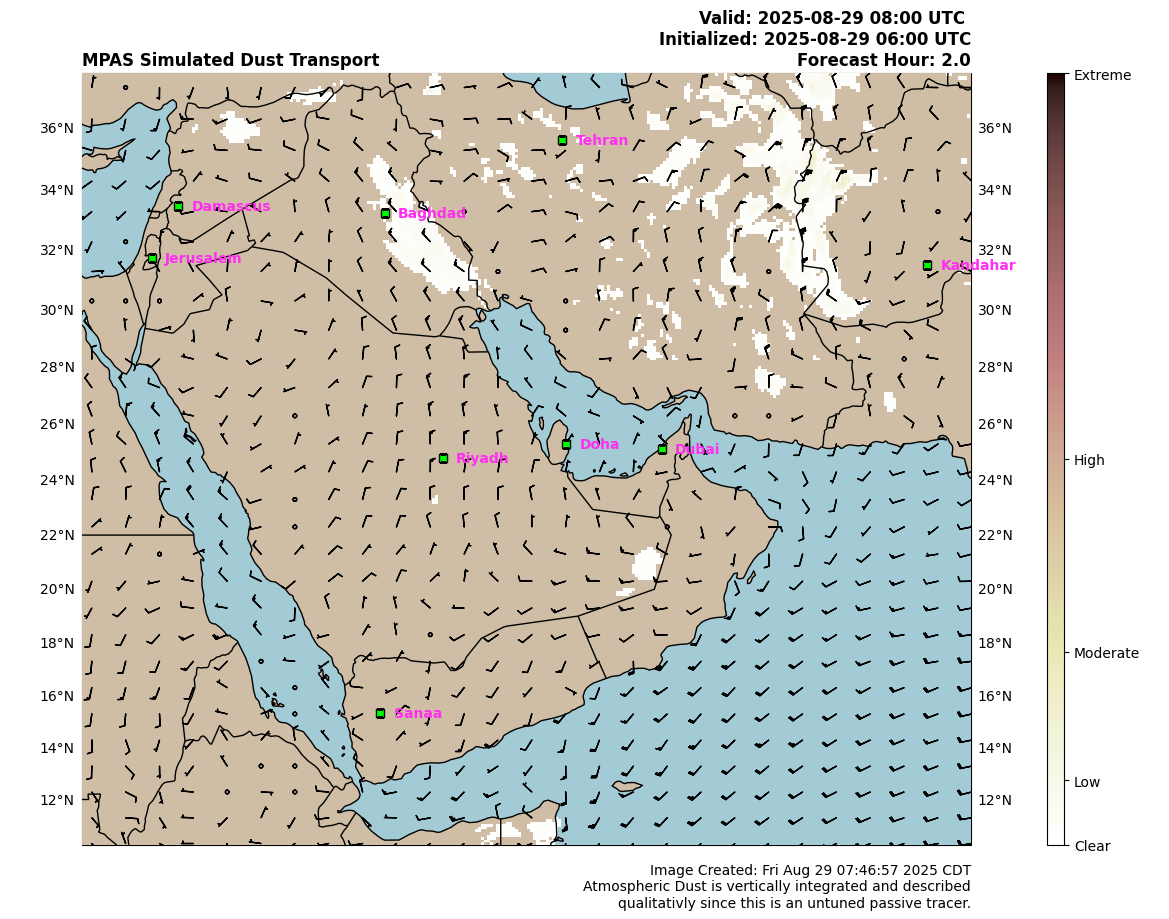 Valid: 2025-08-29 08:00 UTC
Initialized: 2025-08-29 06:00 UTC
MPAS Simulated Dust Transport Forecast Hour: 2.0
Extreme
36°N 36°N
Tehran
34°N 34°N
Damascus
Baghdad
32°N 32°N
Jerusalem
Kandahar
30°N 30°N
28°N 28°N
26°N 26°N
Doha
Dubai
Riyadh
High
24°N 24°N
22°N 22°N
20°N 20°N
18°N 18°N
Moderate
16°N 16°N
Sanaa
14°N 14°N
Low
12°N 12°N
Clear
Image Created: Fri Aug 29 07:46:57 2025 CDT
Atmospheric Dust is vertically integrated and described
qualitativly since this is an untuned passive tracer.